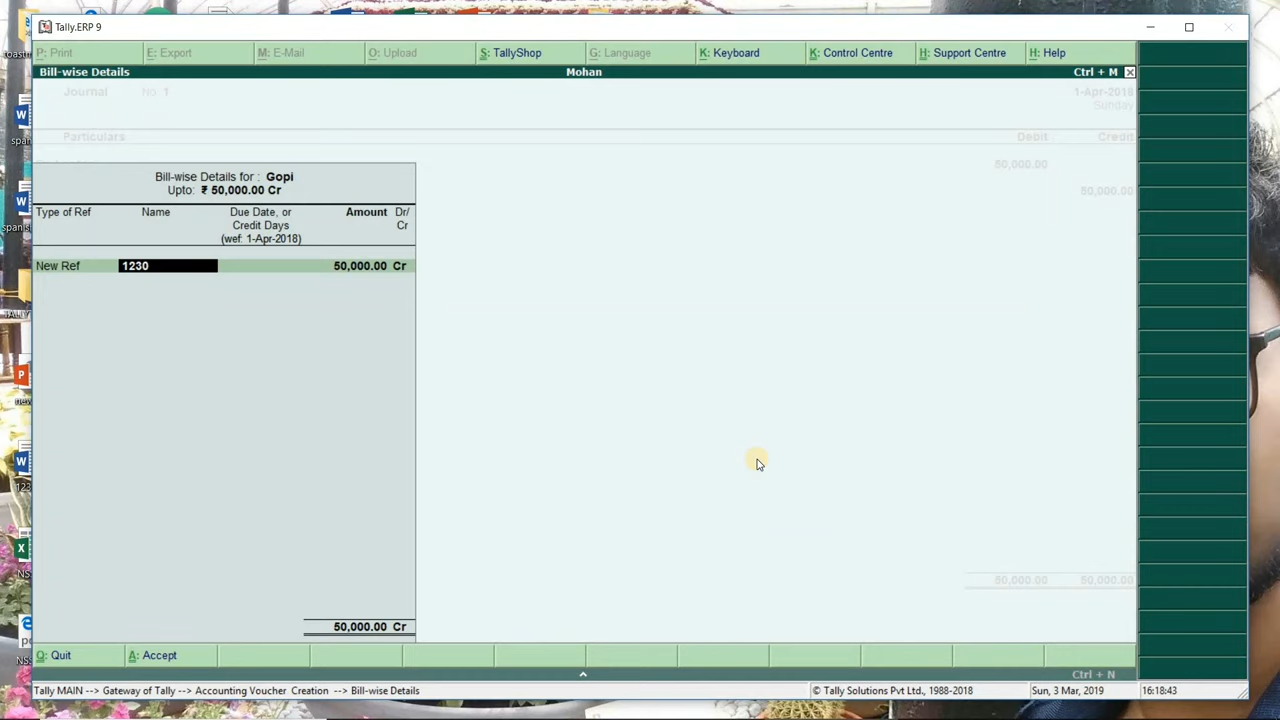 Tally.ERP 9
P: Print E: Export M: E-Mail O: Upload S: TallyShop G: Language K: Keyboard K: Control Centre H: Support Centre H: Help
Bill-wise Details Mohan Ctrl + M
Journal No. 1 1-Apr-2018
Sunday
Particulars Debit Credit
50,000.00
50,000.00
Bill-wise Details for : Gopi
Upto: ₹ 50,000.00 Cr
Type of Ref Name Due Date, or Amount Dr/
Credit Days Cr
(wef: 1-Apr-2018)
New Ref 1230 50,000.00 Cr
50,000.00 50,000.00
50,000.00 Cr
Q: Quit A: Accept
Ctrl + N
Tally MAIN --> Gateway of Tally --> Accounting Voucher Creation --> Bill-wise Details © Tally Solutions Pvt Ltd., 1988-2018 Sun, 3 Mar, 2019 16:18:43